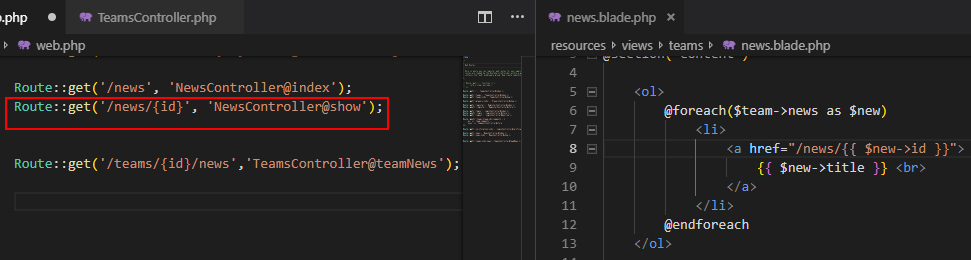 .php
TeamsController.php
web.php
Route::get('/news', 'NewsController@index');
Route::get('/news/{id}', 'NewsController@show');
Route::get('/teams/{id}/news','TeamsController@teamNews');
news.blade.php
resources > views > teams > news.blade.php
@section('content')
4
5 <ol>
6 @foreach($team->news as $new)
7 <li>
8 <a href="/news/{{ $new->id }}">
9 {{ $new->title }} <br>
10 </a>
11 </li>
12 @endforeach
13 </ol>